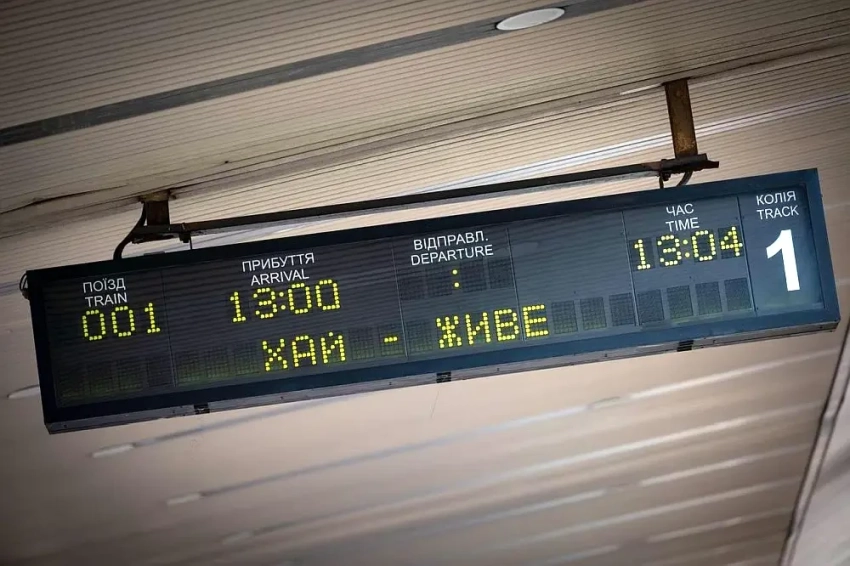 ПОЇЗД
TRAIN
001
ПРИБУТТЯ
ARRIVAL
13:00
ВІДПРАВЛ.
DEPARTURE
:
ЧАС
TIME
13:04
КОЛІЯ
TRACK
1
ХАЙ - ЖИВЕ